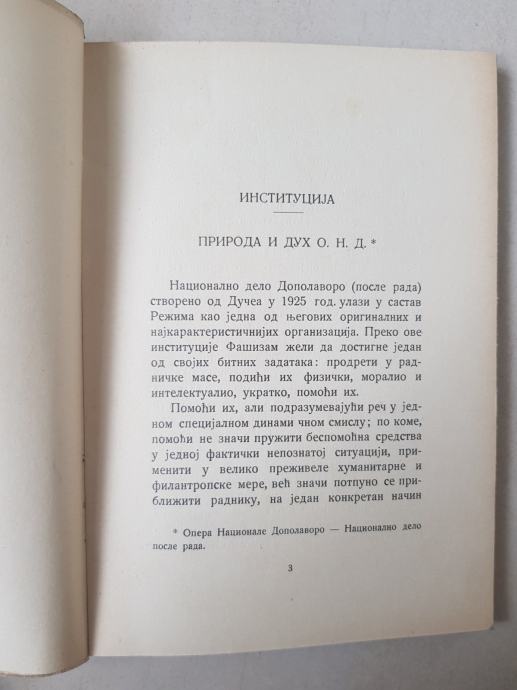 ИНСТИТУЦИЈА
ПРИРОДА И ДУХ О. Н. Д. *
Национално дело Дополаворо (после рада)
створено од Дучеа у 1925 год. улази у састав
Режима као једна од његових оригиналних и
најкарактеристичнијих организација. Преко ове
институције Фашизам жели да достигне један
од својих битних задатака: продрети у рад-
ничке масе, подићи их физички, моралио и
интелектуалио, укратко, помоћи их.
Помоћи их, али подразумевајући реч у јед-
ном специјалном динами чном смислу; по коме,
помоћи не значи пружити беспомоћна средства
у једној фактички непознатој ситуацији, при-
менити у велико преживеле хуманитарне и
филантропске мере, већ значи потпуно се при-
ближити раднику, на један конкретан начин
* Опера Национале Дополаворо — Национално дело
после рада.
3